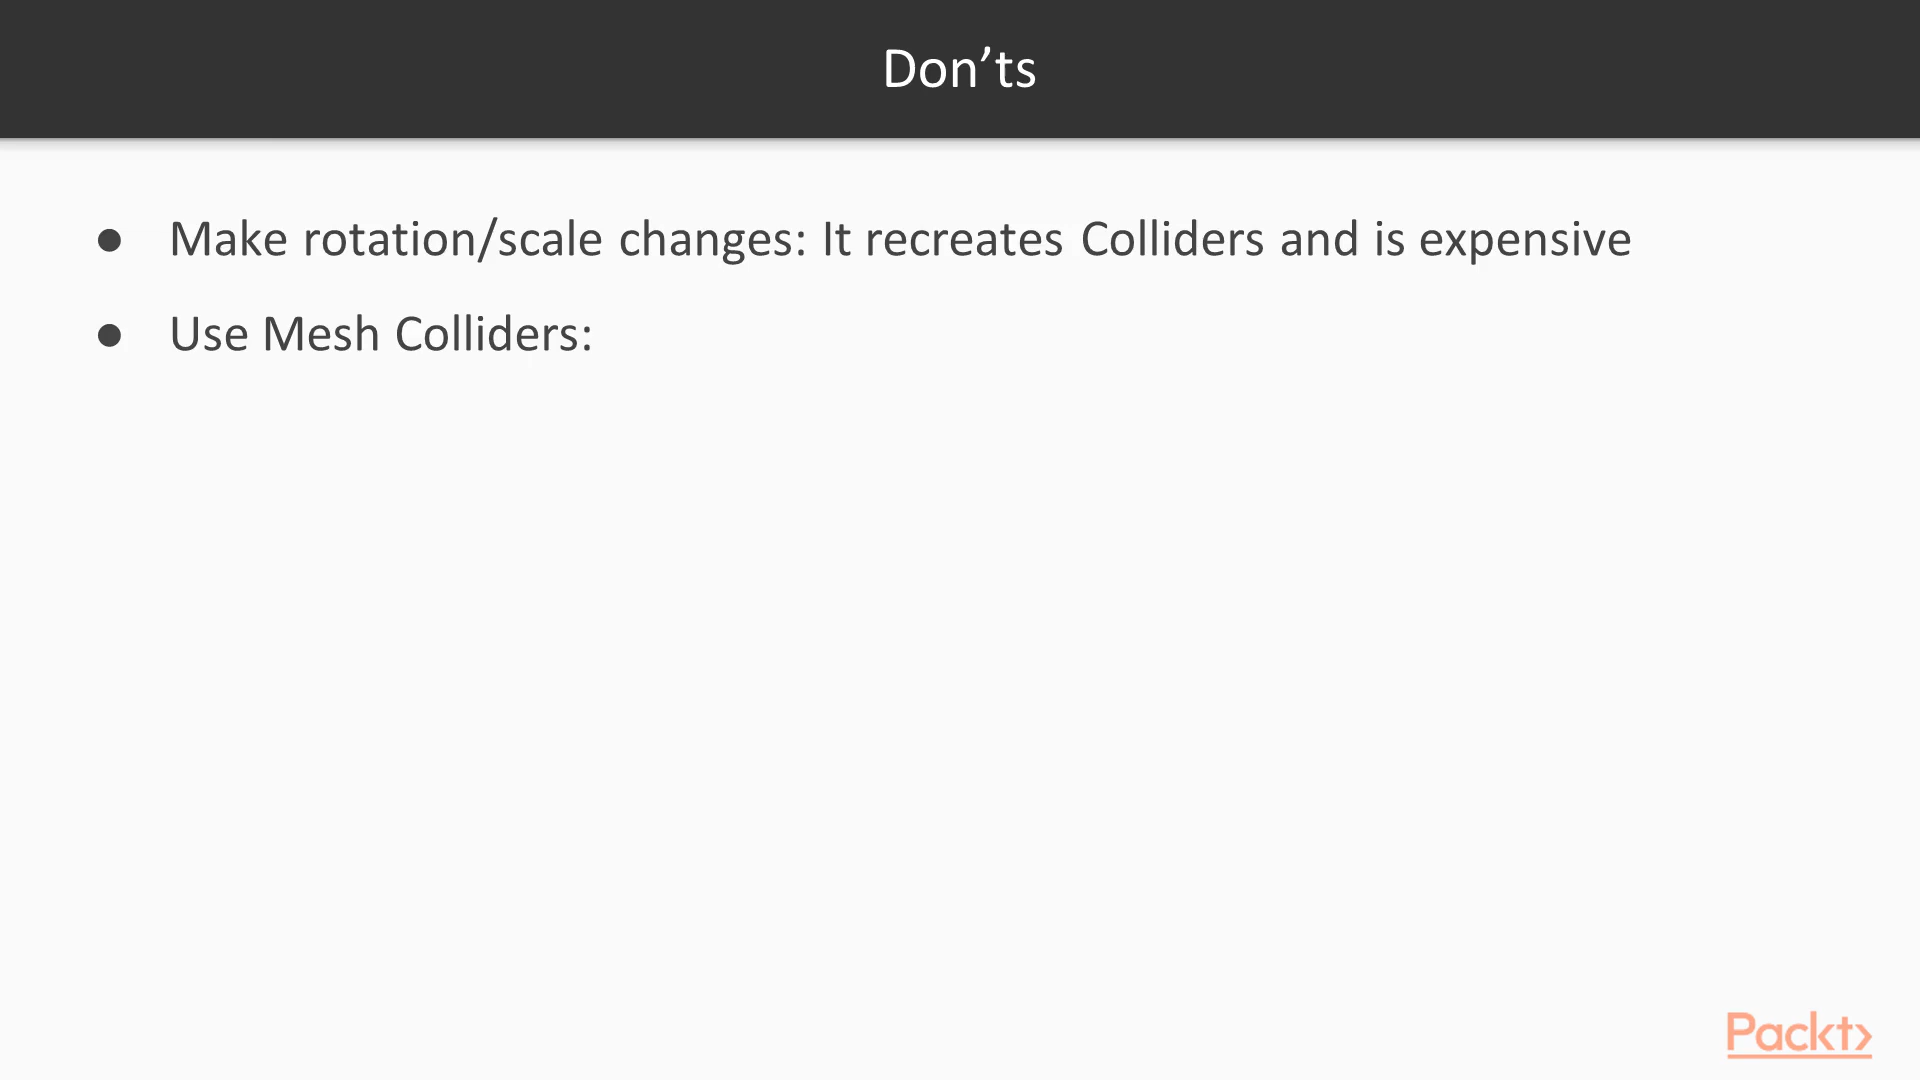 Don’ts
● Make rotation/scale changes: It recreates Colliders and is expensive
● Use Mesh Colliders:
Packt>